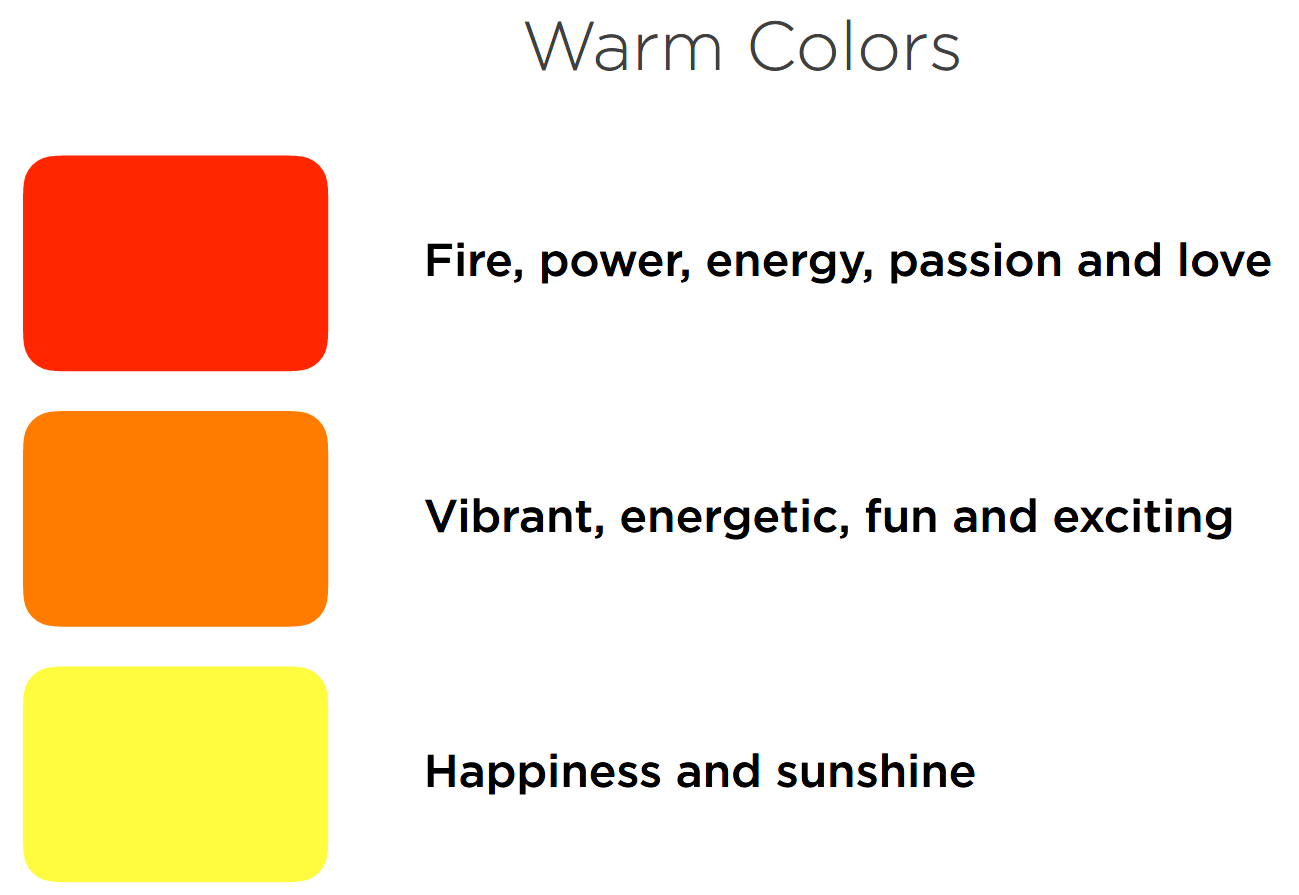 Warm Colors
Fire, power, energy, passion and love
Vibrant, energetic, fun and exciting
Happiness and sunshine